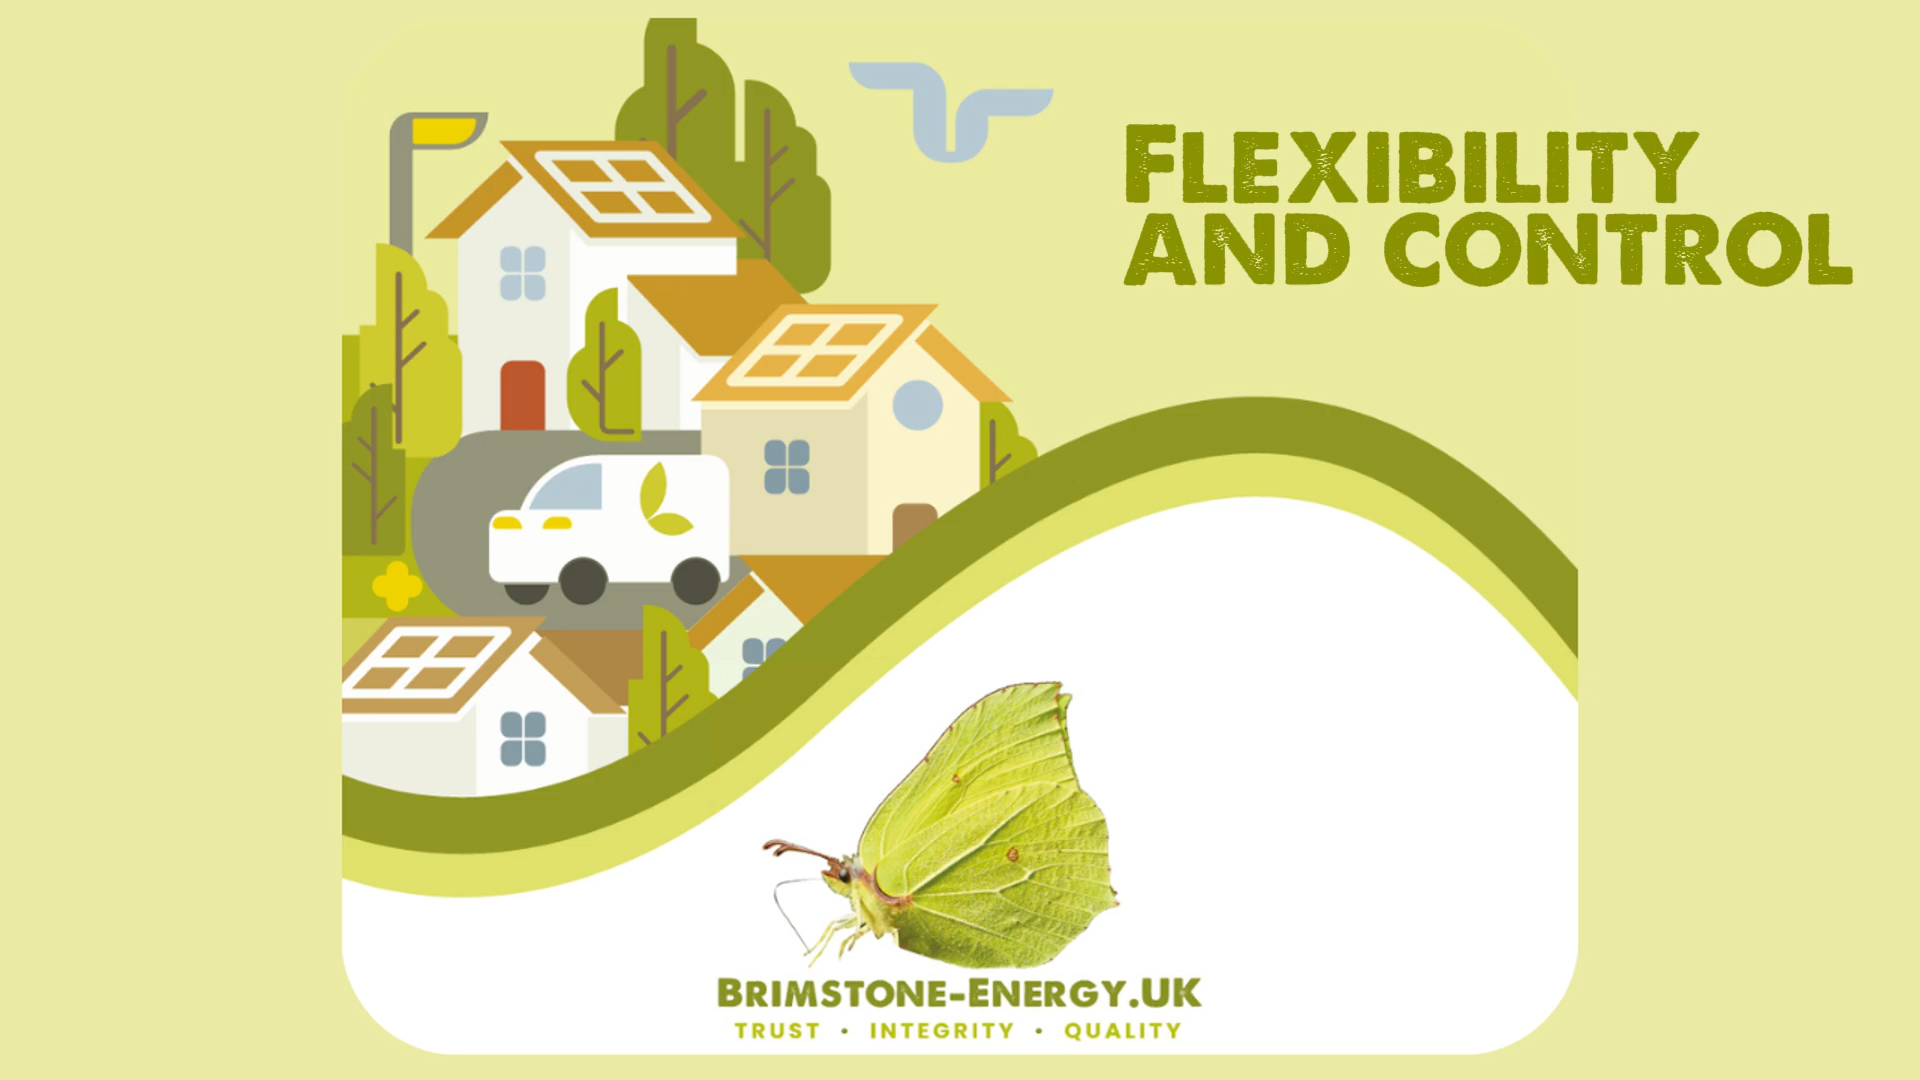 FLEXIBILITY
AND CONTROL
BRIMSTONE-ENERGY.UK
TRUST • INTEGRITY • QUALITY